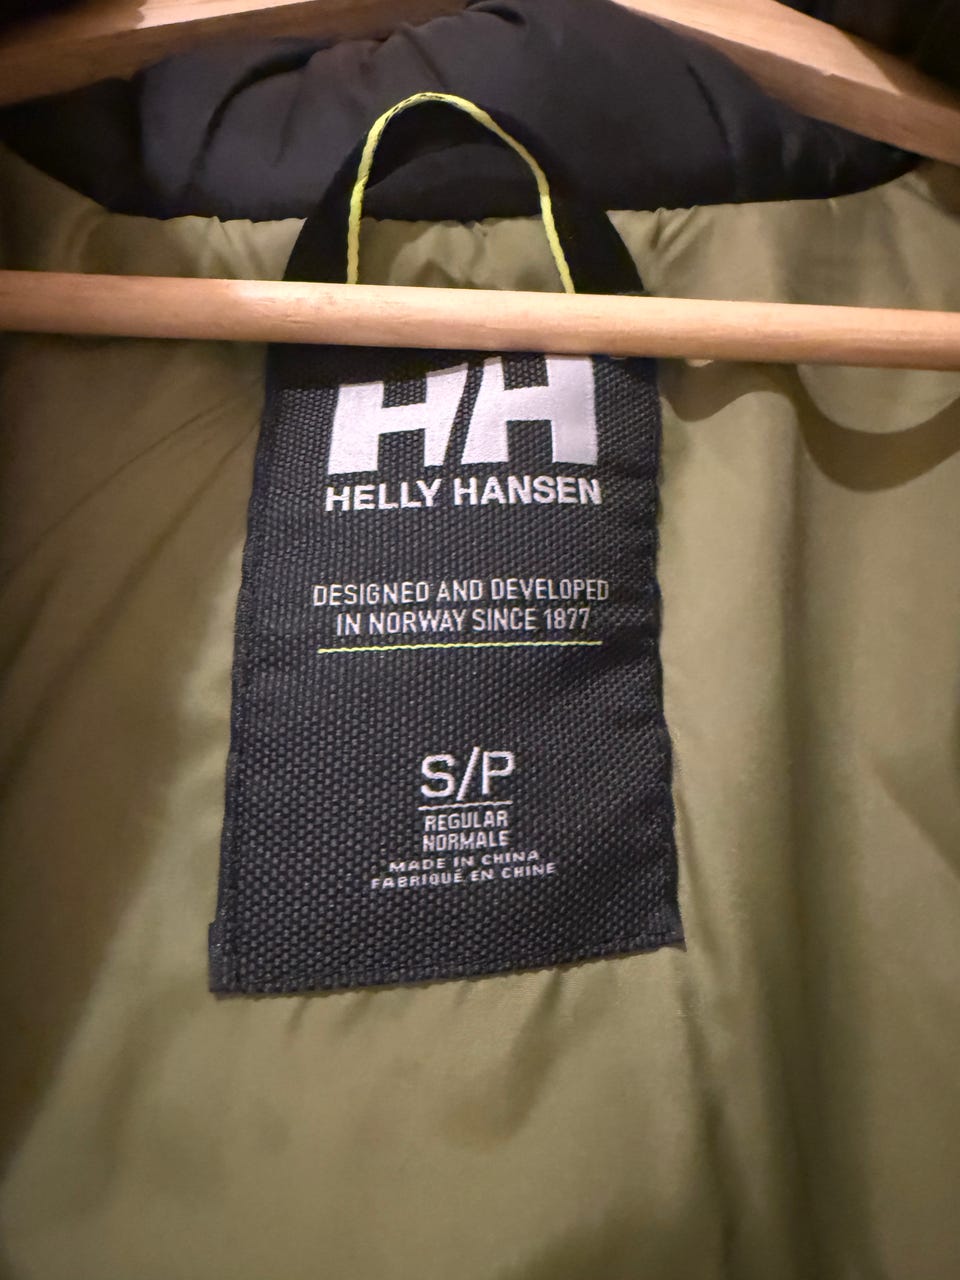 HH
HELLY HANSEN
DESIGNED AND DEVELOPED
IN NORWAY SINCE 1877
S/P
REGULAR
NORMALE
MADE IN CHINA
FABRIQUÉ EN CHINE